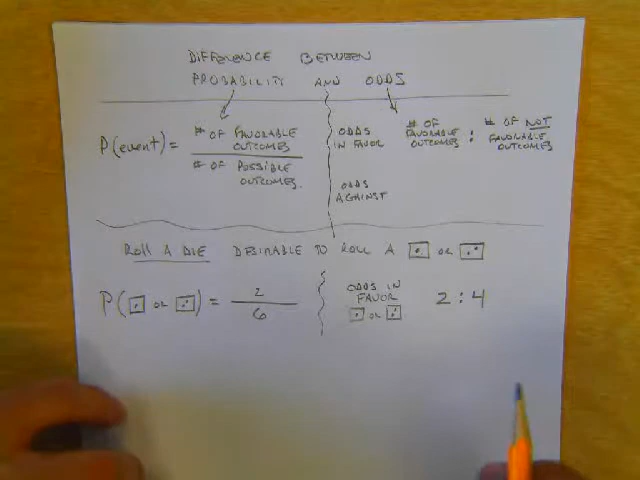 DIFFERENCE BETWEEN
PROBABILITY AND ODDS
P(event) = # OF FAVORABLE OUTCOMES
# OF POSSIBLE OUTCOMES.
ODDS
IN FAVOR
# OF
FAVORABLE
OUTCOMES
:
# OF NOT
FAVORABLE
OUTCOMES
ODDS
AGAINST
ROLL A DIE DESIRABLE TO ROLL A OR
P( OR ) = 2
6
ODDS IN
FAVOR
OR
2 : 4